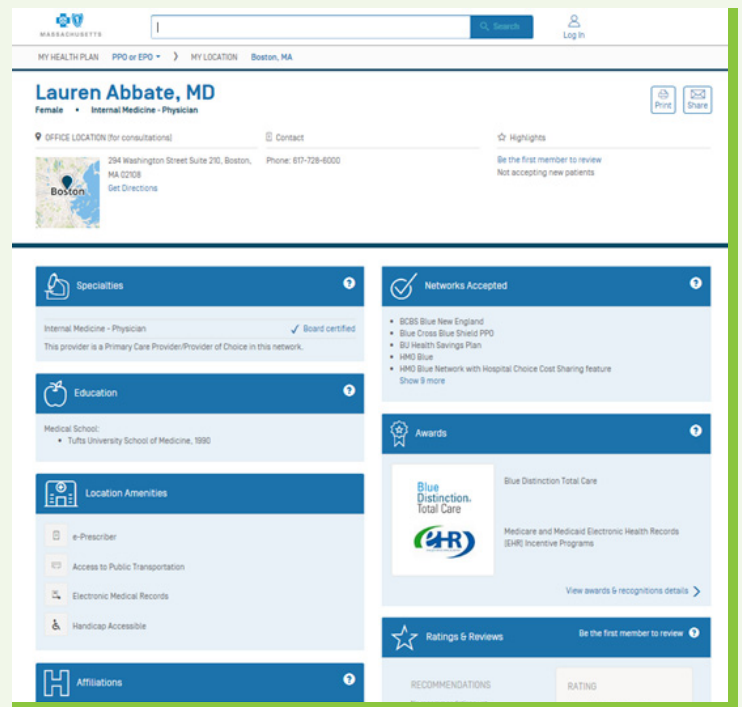 MASSACHUSETTS
Search
Log In
MY HEALTH PLAN PPO or EPO MY LOCATION Boston, MA
Lauren Abbate, MD
Female • Internal Medicine - Physician
Print
Share
OFFICE LOCATION (for consultations)
294 Washington Street Suite 210, Boston,
MA 02108
Get Directions
Boston
Contact
Phone: 617-728-6000
Highlights
Be the first member to review
Not accepting new patients
Specialties
Internal Medicine - Physician
Board certified
This provider is a Primary Care Provider/Provider of Choice in this network.
Education
Medical School:
• Tufts University School of Medicine, 1990
Location Amenities
e-Prescriber
Access to Public Transportation
Electronic Medical Records
Handicap Accessible
Affiliations
Networks Accepted
• BCBS Blue New England
• Blue Cross Blue Shield PPO
• BU Health Savings Plan
• HMO Blue
• HMO Blue Network with Hospital Choice Cost Sharing feature
Show 9 more
Awards
Blue
Distinction.
Total Care
Blue Distinction Total Care
EHR
Medicare and Medicaid Electronic Health Records
(EHR) Incentive Programs
View awards & recognitions details
Ratings & Reviews
Be the first member to review
RECOMMENDATIONS
RATING